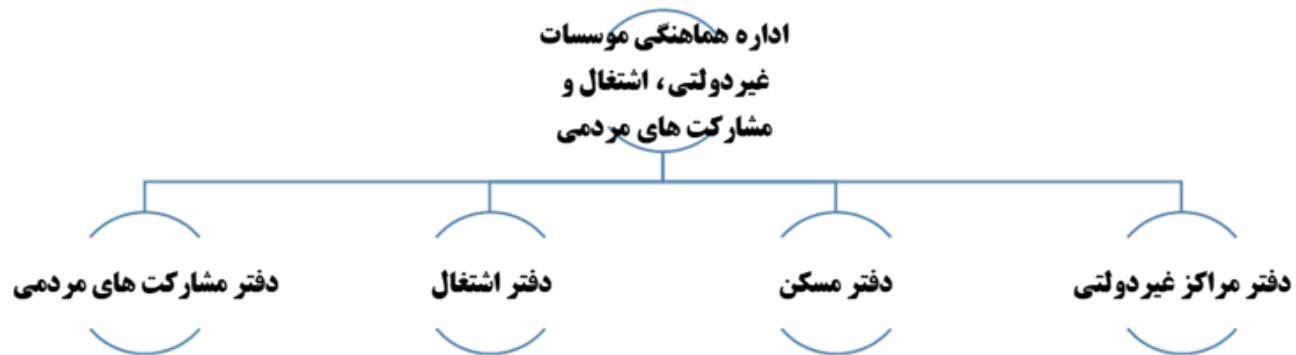 اداره هماهنگی موسسات
غیردولتی، اشتغال و
مشارکت های مردمی
دفتر مراکز غیردولتی
دفتر مسکن
دفتر اشتغال
دفتر مشارکت های مردمی